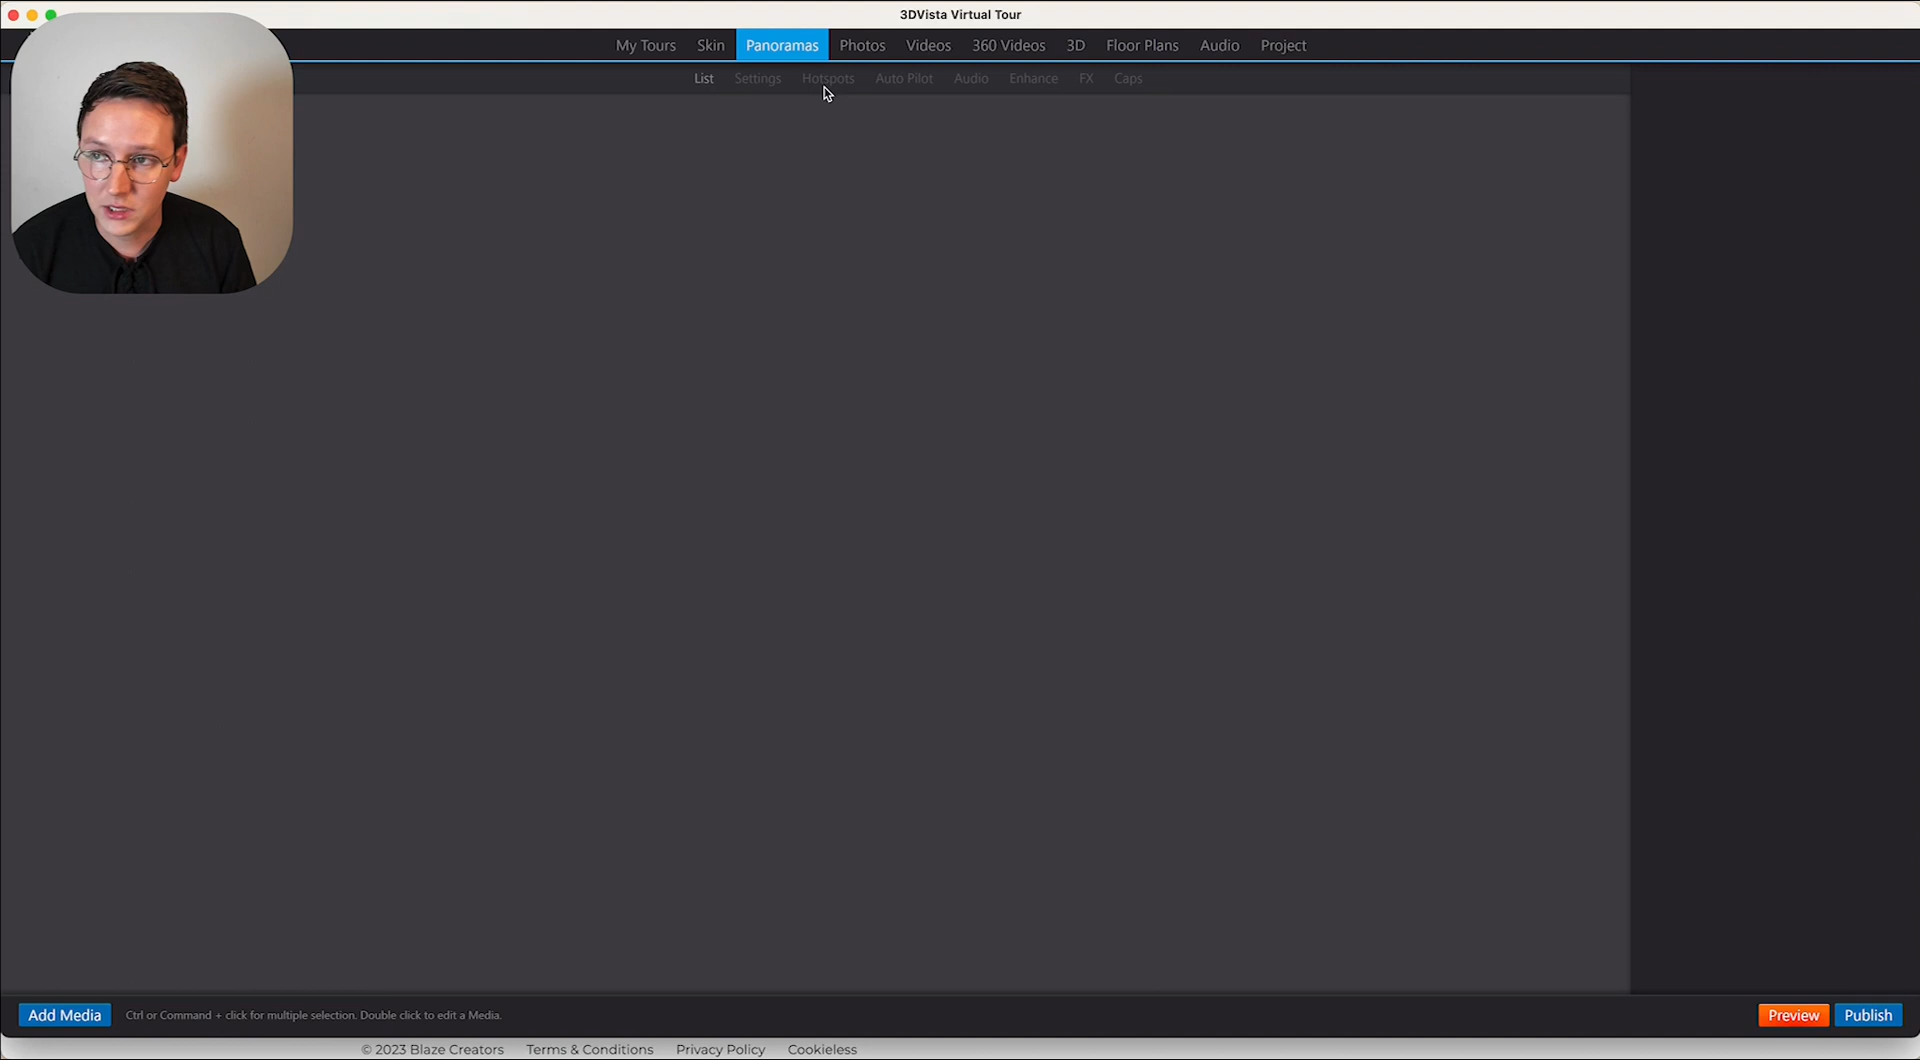 3DVista Virtual Tour
My Tours Skin Panoramas Photos Videos 360 Videos 3D Floor Plans Audio Project
List Settings Hotspots Auto Pilot Audio Enhance FX Caps
Add Media Ctrl or Command + click for multiple selection. Double click to edit a Media. Preview Publish
© 2023 Blaze Creators Terms & Conditions Privacy Policy Cookieless